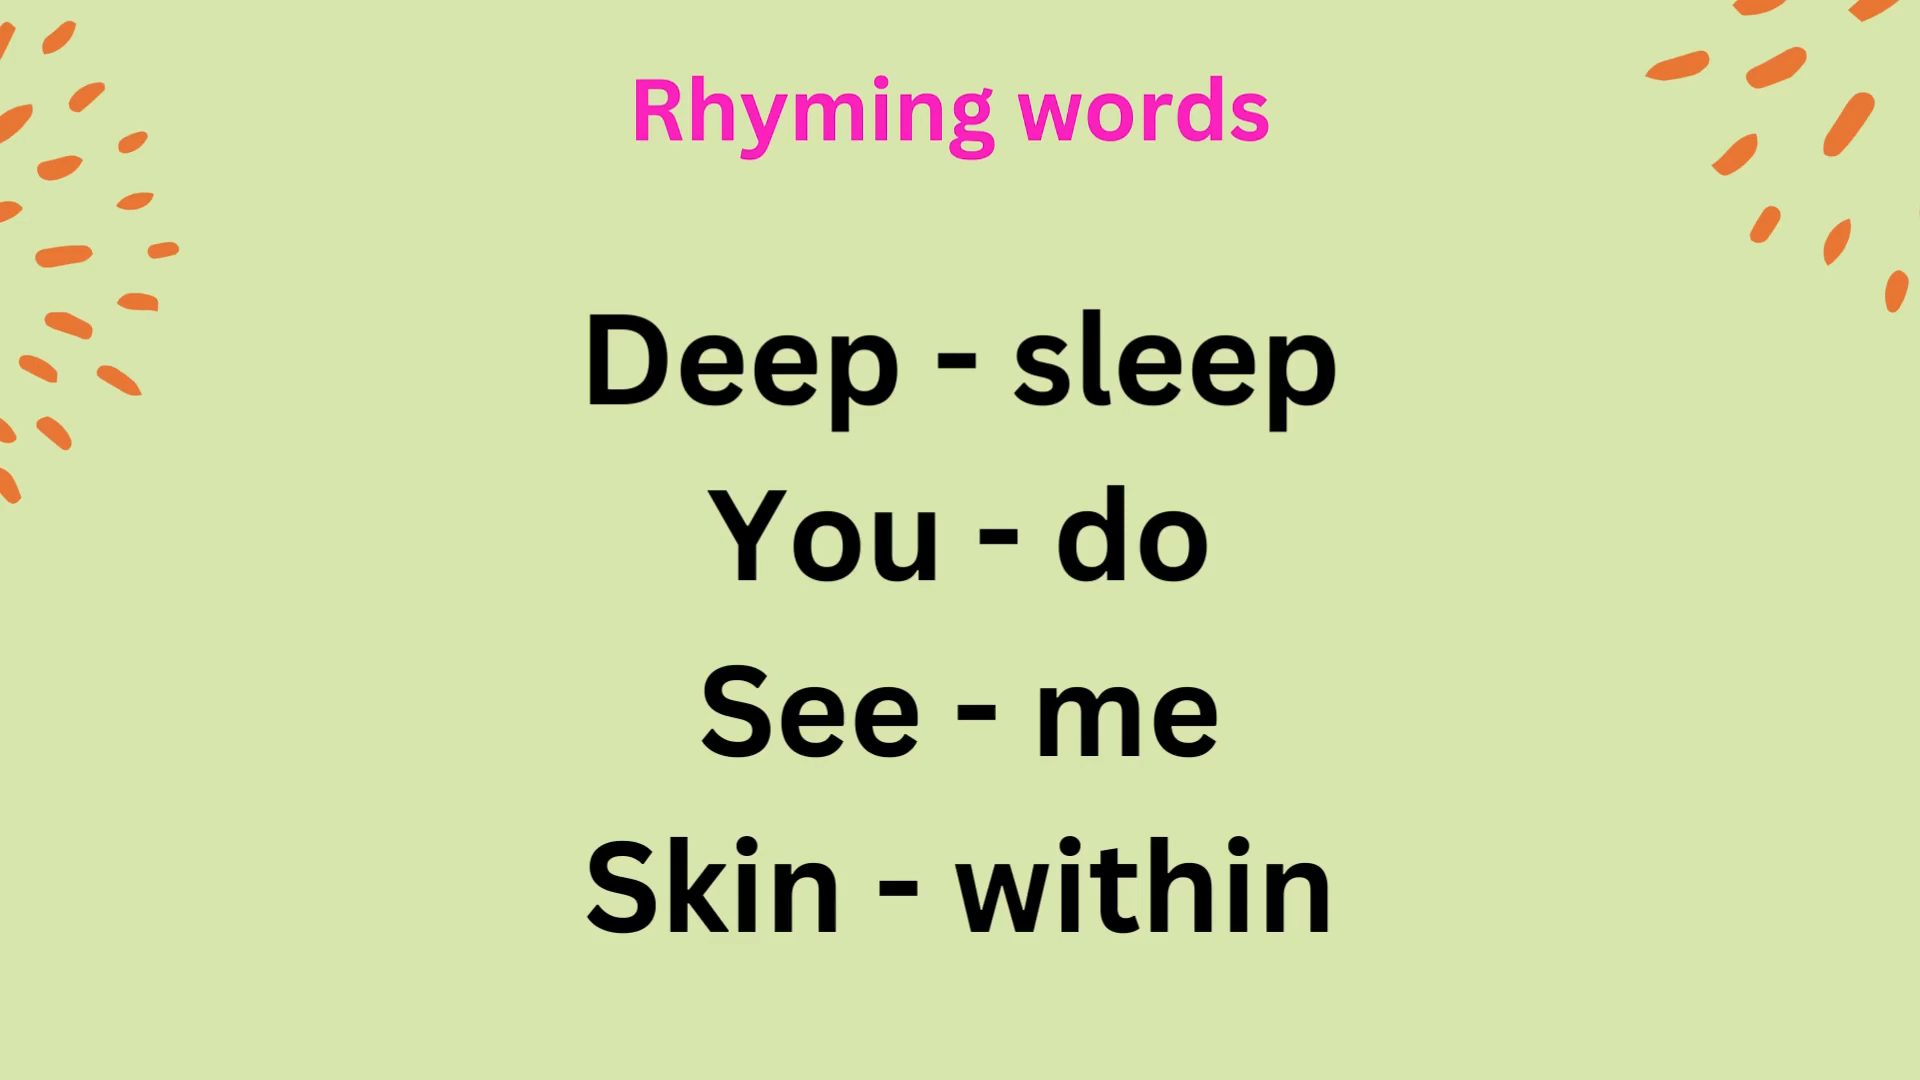 Rhyming words
Deep - sleep
You - do
See - me
Skin - within